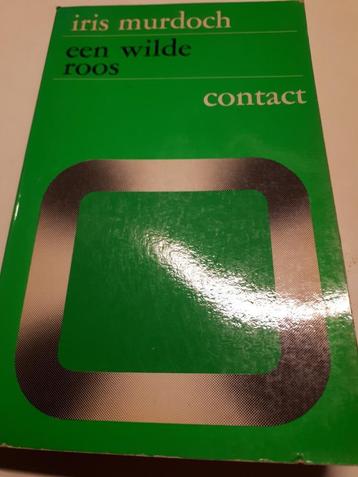 iris murdoch
een wilde
roos
contact